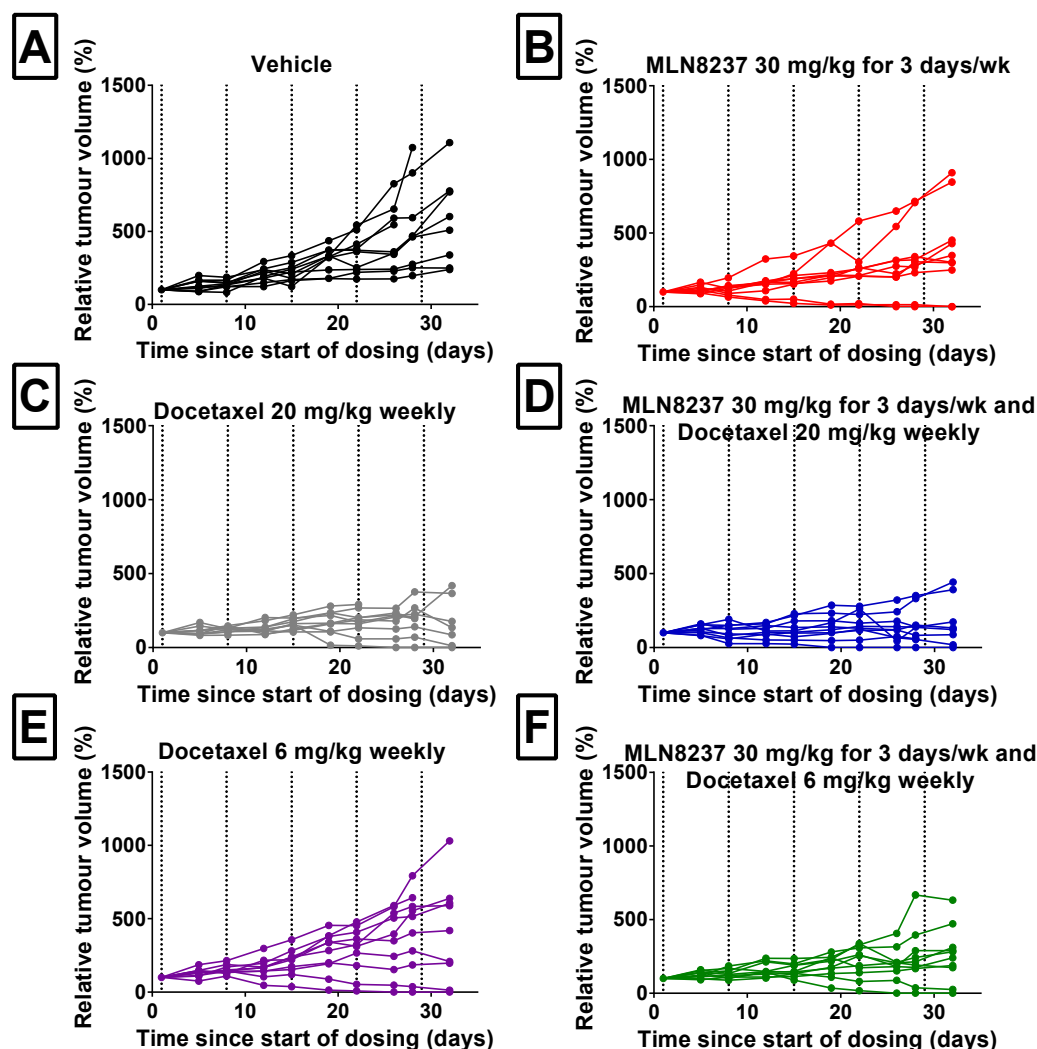 A
Vehicle
Relative tumour volume (%)
1500
1000
500
0
0 10 20 30
Time since start of dosing (days)
B
MLN8237 30 mg/kg for 3 days/wk
Relative tumour volume (%)
1500
1000
500
0
0 10 20 30
Time since start of dosing (days)
C
Docetaxel 20 mg/kg weekly
Relative tumour volume (%)
1500
1000
500
0
0 10 20 30
Time since start of dosing (days)
D
MLN8237 30 mg/kg for 3 days/wk and
Docetaxel 20 mg/kg weekly
Relative tumour volume (%)
1500
1000
500
0
0 10 20 30
Time since start of dosing (days)
E
Docetaxel 6 mg/kg weekly
Relative tumour volume (%)
1500
1000
500
0
0 10 20 30
Time since start of dosing (days)
F
MLN8237 30 mg/kg for 3 days/wk and
Docetaxel 6 mg/kg weekly
Relative tumour volume (%)
1500
1000
500
0
0 10 20 30
Time since start of dosing (days)